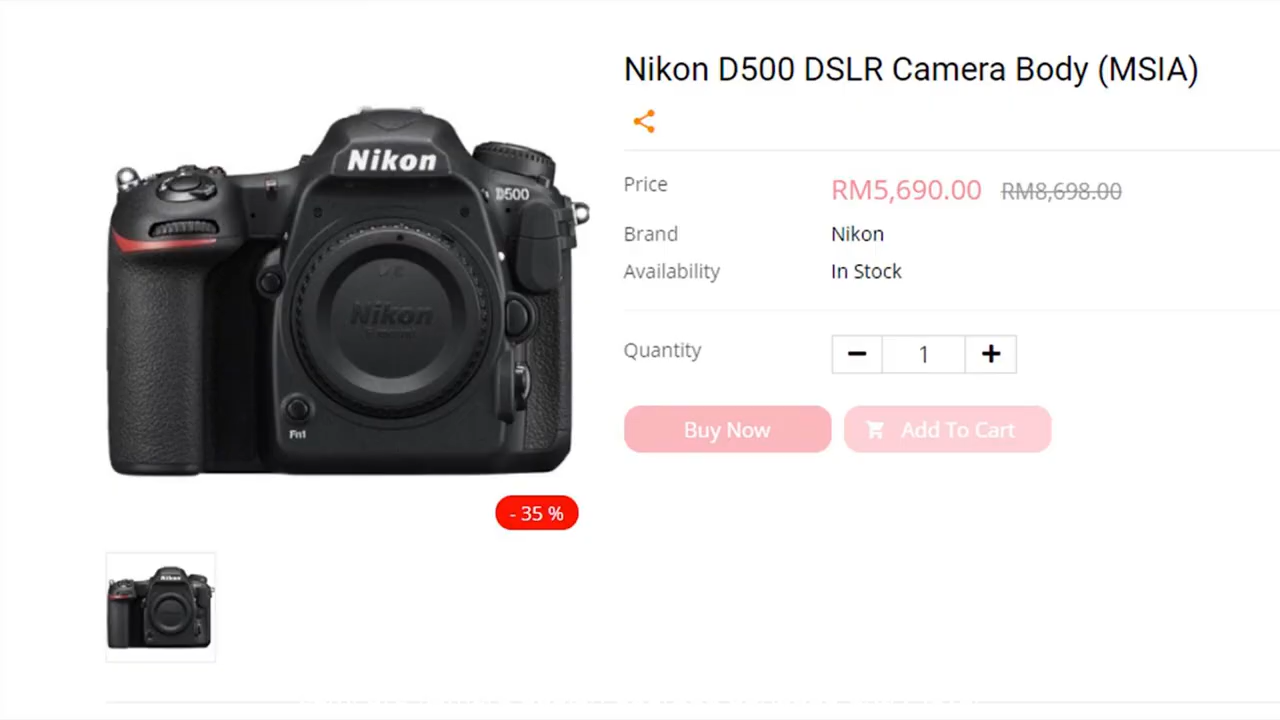 Nikon D500 DSLR Camera Body (MSIA)
Nikon
D500
Nikon
Fn1
Price RM5,690.00 RM8,698.00
Brand Nikon
Availability In Stock
Quantity - 1 +
Buy Now Add To Cart
- 35 %
Nikon